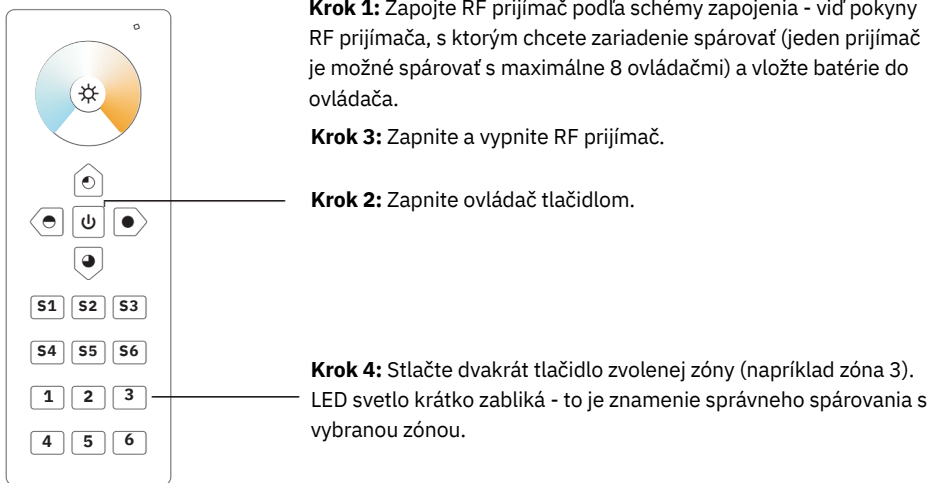 Krok 1: Zapojte RF prijímač podľa schémy zapojenia - viď pokyny
RF prijímača, s ktorým chcete zariadenie spárovať (jeden prijímač
je možné spárovať s maximálne 8 ovládačmi) a vložte batérie do
ovládača.
Krok 3: Zapnite a vypnite RF prijímač.
Krok 2: Zapnite ovládač tlačidlom.
S1 S2 S3
S4 S5 S6
Krok 4: Stlačte dvakrát tlačidlo zvolenej zóny (napríklad zóna 3).
1 2 3
LED svetlo krátko zabliká - to je znamenie správneho spárovania s
vybranou zónou.
4 5 6